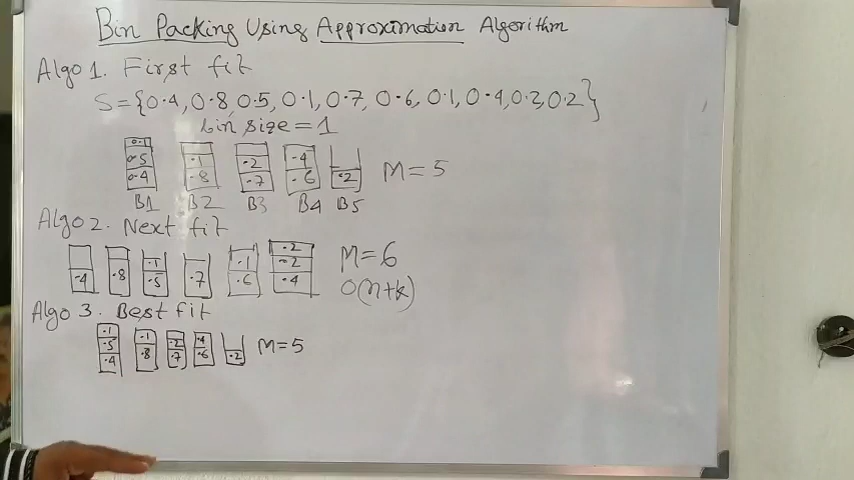 Bin Packing Using Approximation Algorithm
Algo 1. First fit
S={0.4, 0.8, 0.5, 0.1, 0.7, 0.6, 0.1, 0.4, 0.2, 0.2}
bin size = 1
0.1 .1 .2 .4
0.5 .8 .7 .6 .2 M=5
0.4
B1 B2 B3 B4 B5
Algo 2. Next fit
.2
.1 .1 .2 M=6
.4 .8 .5 .7 .6 .4 O(n+k)
Algo 3. Best fit
.1 .1 .2 .4
.5 .8 .7 .6 .2 M=5
.4